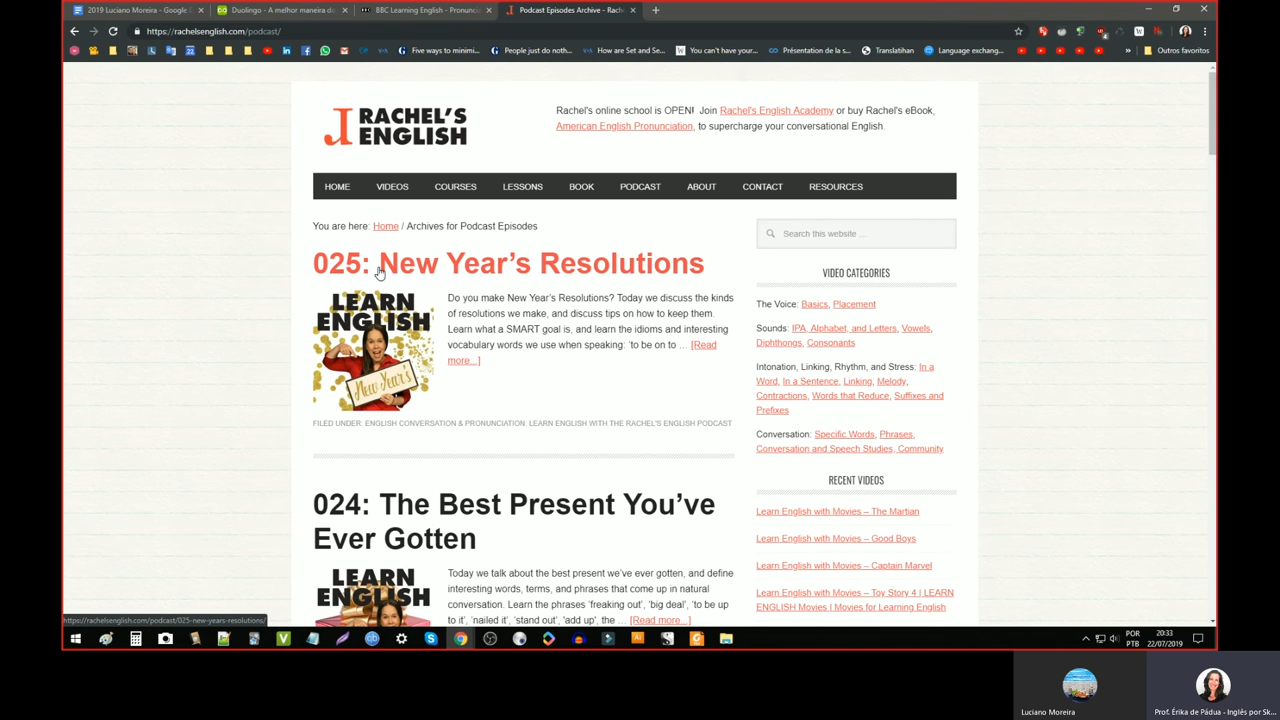 2019 Luciano Moreira - Google E
Duolingo - A melhor maneira do
BBC Learning English - Pronunci
Podcast Episodes Archive - Rach
https://rachelsenglish.com/podcast/
Five ways to minimi...
People just do noth...
How are Set and Se...
You can't have your...
Présentation de la s...
Translatihan
Language exchang...
Outros favoritos
RACHEL'S
ENGLISH
Rachel's online school is OPEN! Join Rachel's English Academy or buy Rachel's eBook,
American English Pronunciation, to supercharge your conversational English.
HOME VIDEOS COURSES LESSONS BOOK PODCAST ABOUT CONTACT RESOURCES
You are here: Home / Archives for Podcast Episodes
025: New Year's Resolutions
LEARN
ENGLISH
New Year's
Do you make New Year's Resolutions? Today we discuss the kinds
of resolutions we make, and discuss tips on how to keep them.
Learn what a SMART goal is, and learn the idioms and interesting
vocabulary words we use when speaking: 'to be on to ... [Read
more...]
FILED UNDER: ENGLISH CONVERSATION & PRONUNCIATION: LEARN ENGLISH WITH THE RACHEL'S ENGLISH PODCAST
024: The Best Present You've
Ever Gotten
LEARN
ENGLISH
Today we talk about the best present we've ever gotten, and define
interesting words, terms, and phrases that come up in natural
conversation. Learn the phrases 'freaking out', 'big deal', 'to be up
to it', 'nailed it', 'stand out', 'add up', the ... [Read more...]
Search this website ...
VIDEO CATEGORIES
The Voice: Basics, Placement
Sounds: IPA, Alphabet, and Letters, Vowels,
Diphthongs, Consonants
Intonation, Linking, Rhythm, and Stress: In a
Word, In a Sentence, Linking, Melody,
Contractions, Words that Reduce, Suffixes and
Prefixes
Conversation: Specific Words, Phrases,
Conversation and Speech Studies, Community
RECENT VIDEOS
Learn English with Movies – The Martian
Learn English with Movies – Good Boys
Learn English with Movies – Captain Marvel
Learn English with Movies – Toy Story 4 | LEARN
ENGLISH Movies | Movies for Learning English
https://rachelsenglish.com/podcast/025-new-years-resolutions/
POR
PTB
20:33
22/07/2019
Luciano Moreira
Prof. Érika de Pádua - Inglês por Sk...